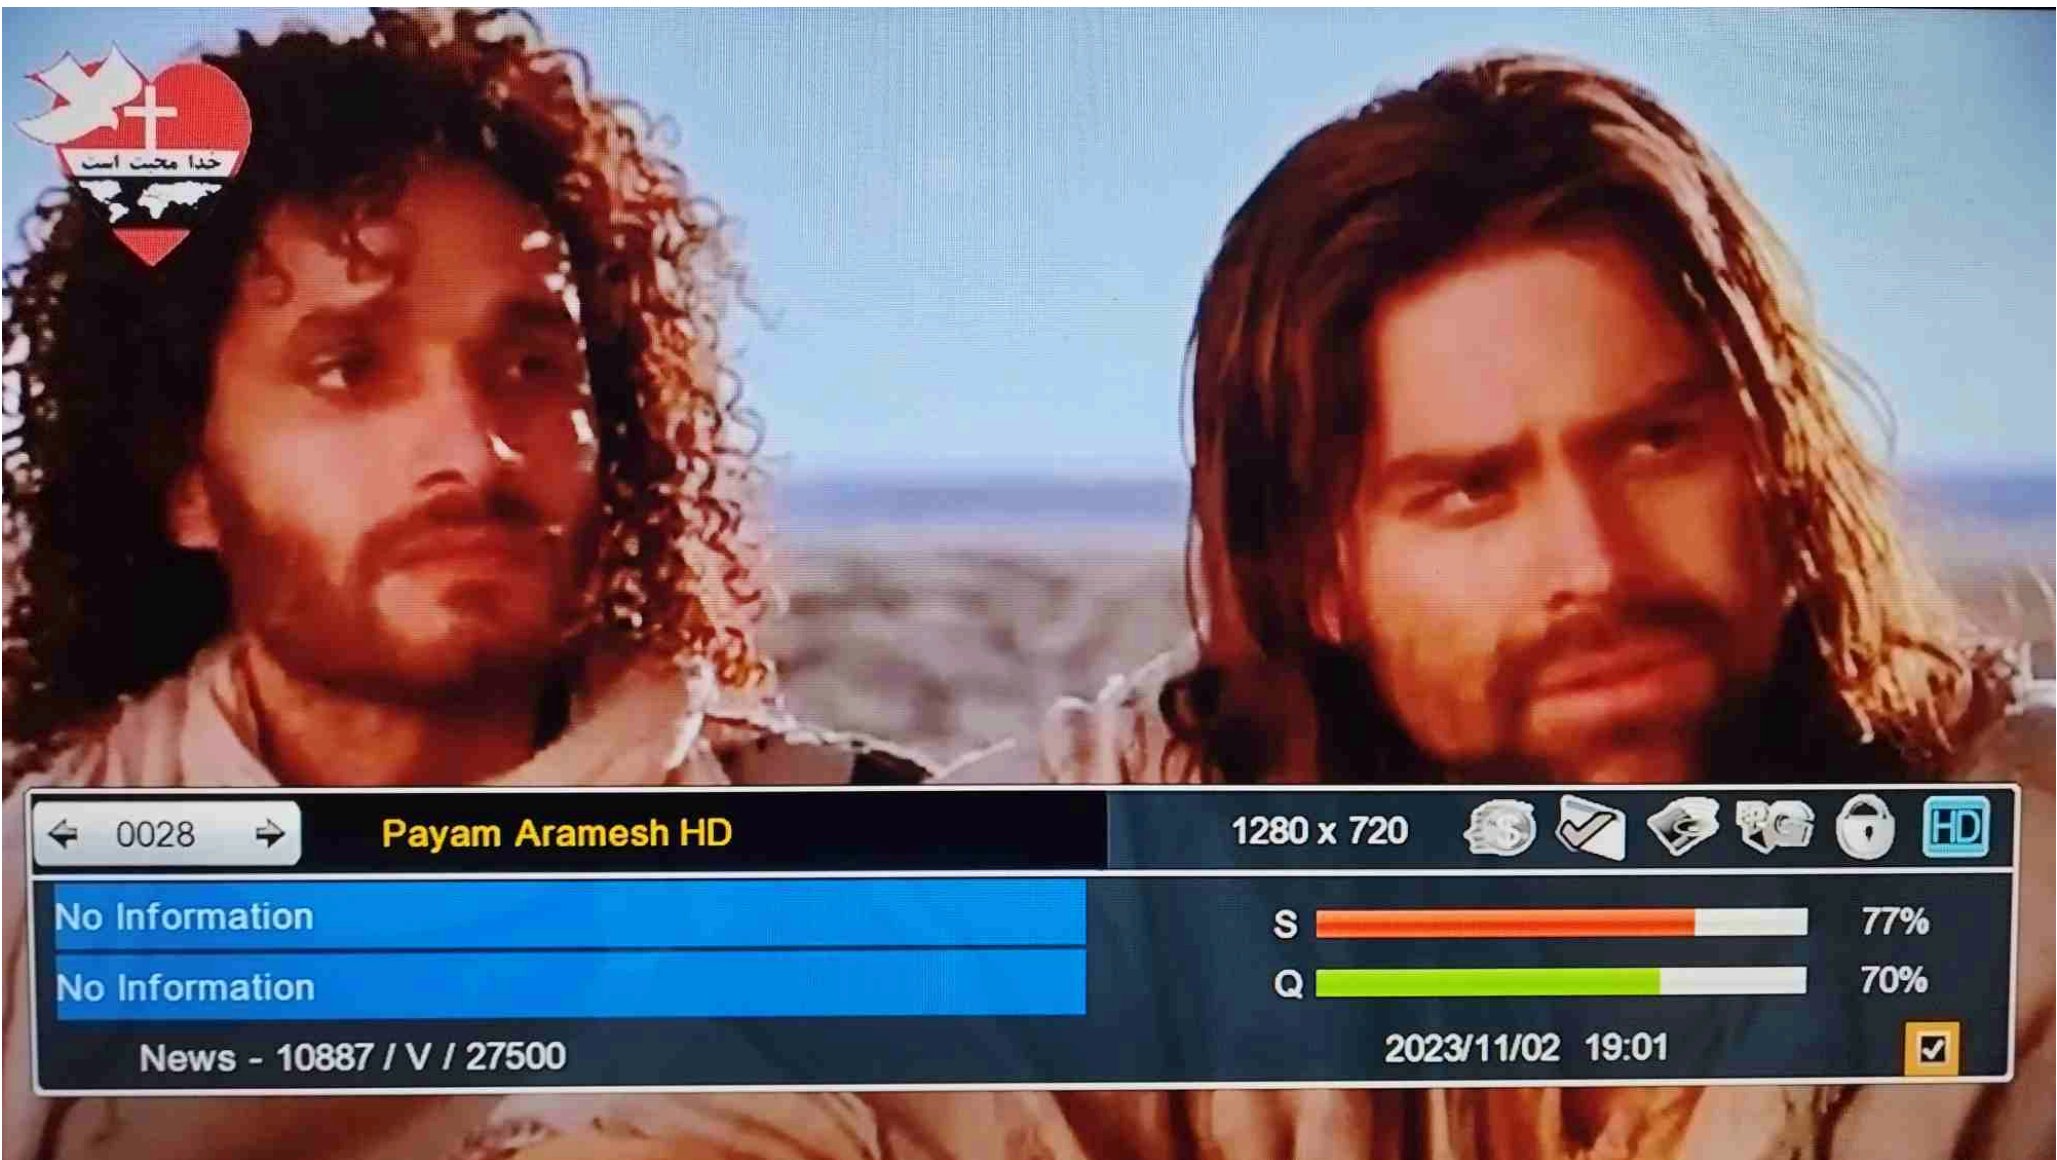 خدا محبت است
0028
Payam Aramesh HD
1280 x 720
HD
No Information
S 77%
No Information
Q 70%
News - 10887 / V / 27500
2023/11/02 19:01